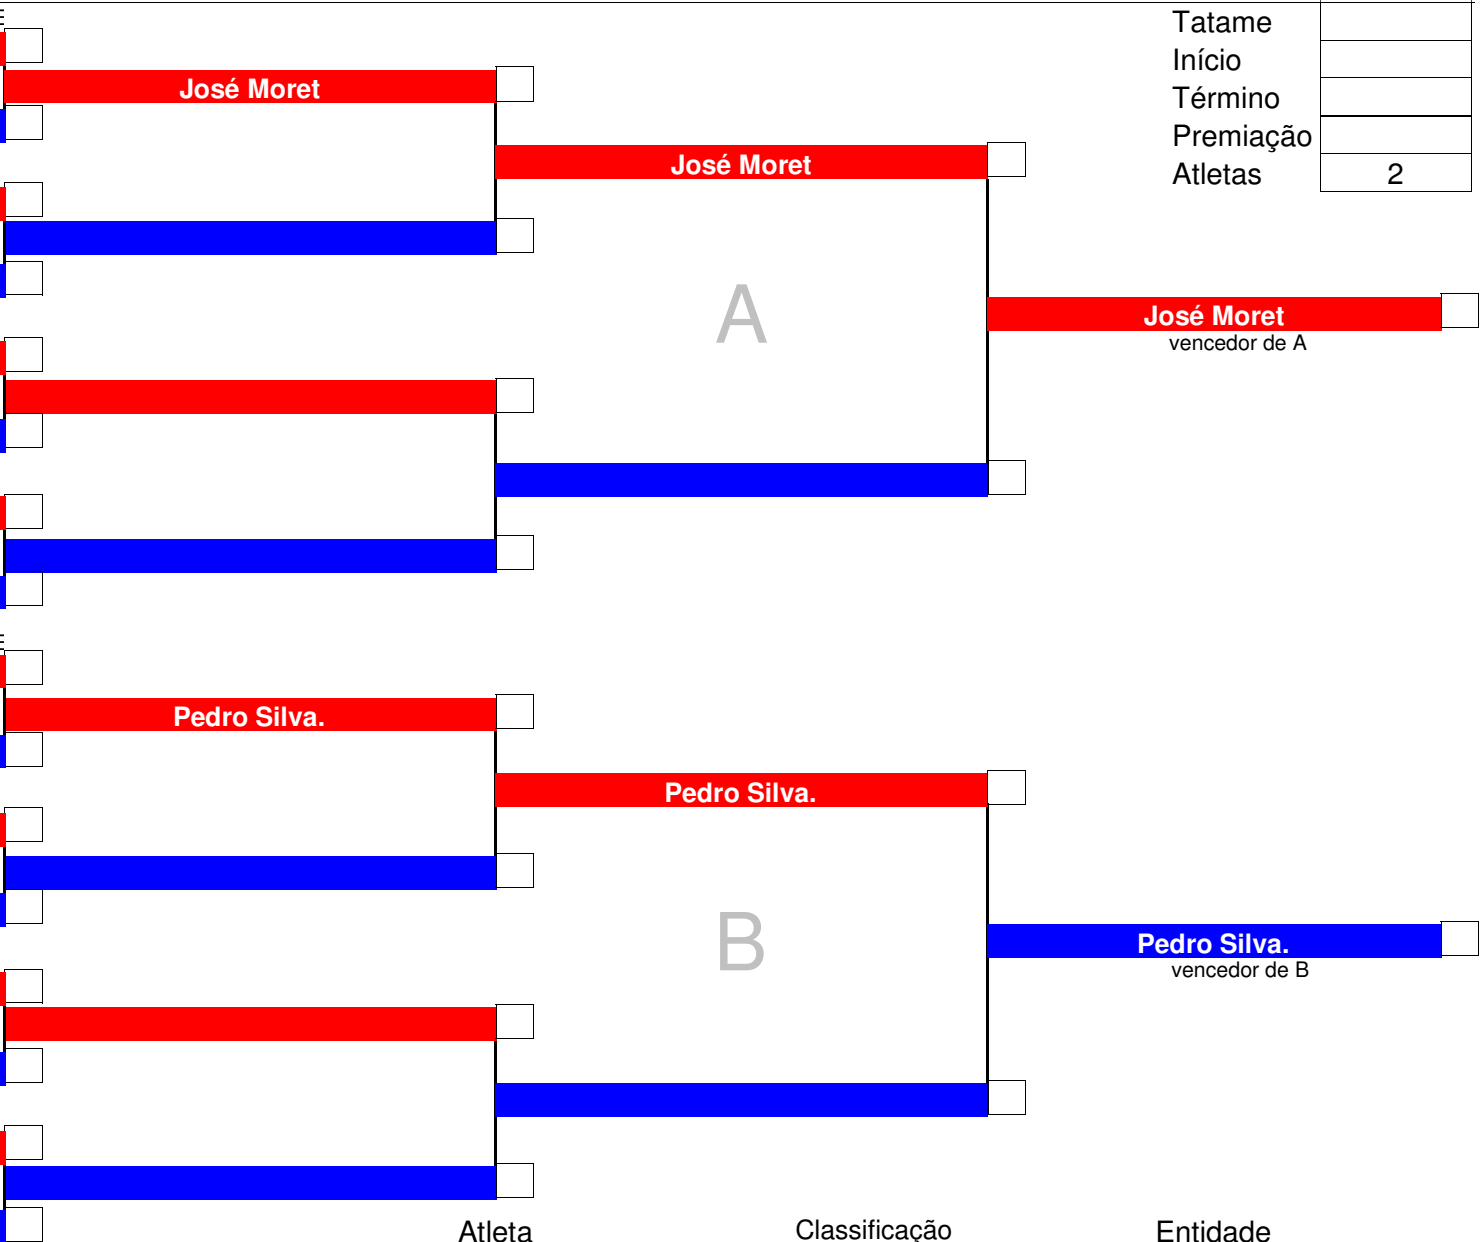 Tatame
Início
Término
Premiação
Atletas 2
José Moret
José Moret
A
José Moret
vencedor de A
Pedro Silva.
Pedro Silva.
B
Pedro Silva.
vencedor de B
Atleta Classificação Entidade